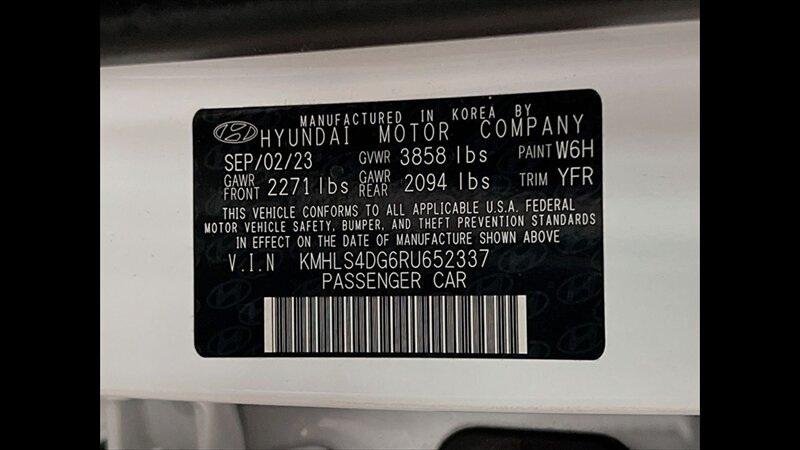 MANUFACTURED IN KOREA BY
HYUNDAI MOTOR COMPANY
SEP/02/23 GVWR 3858 lbs PAINT W6H
GAWR FRONT 2271 lbs GAWR REAR 2094 lbs TRIM YFR
THIS VEHICLE CONFORMS TO ALL APPLICABLE U.S.A. FEDERAL
MOTOR VEHICLE SAFETY, BUMPER, AND THEFT PREVENTION STANDARDS
IN EFFECT ON THE DATE OF MANUFACTURE SHOWN ABOVE
V.I.N KMHLS4DG6RU652337
PASSENGER CAR